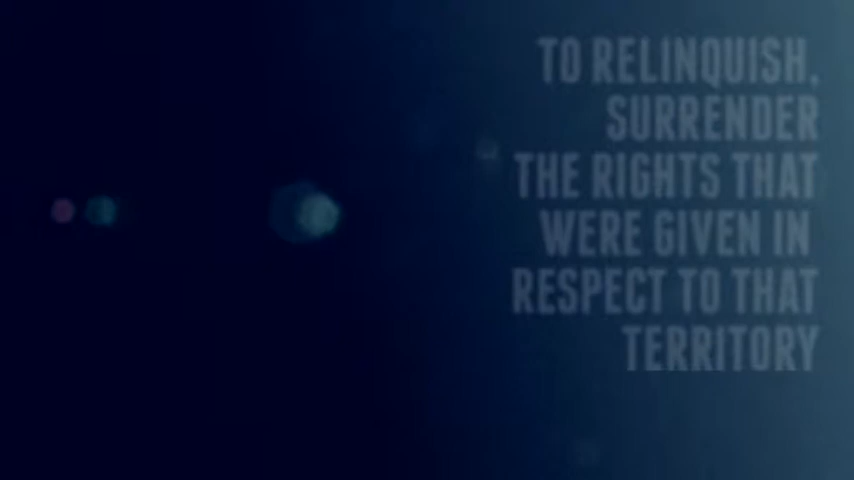 TO RELINQUISH,
SURRENDER
THE RIGHTS THAT
WERE GIVEN IN
RESPECT TO THAT
TERRITORY